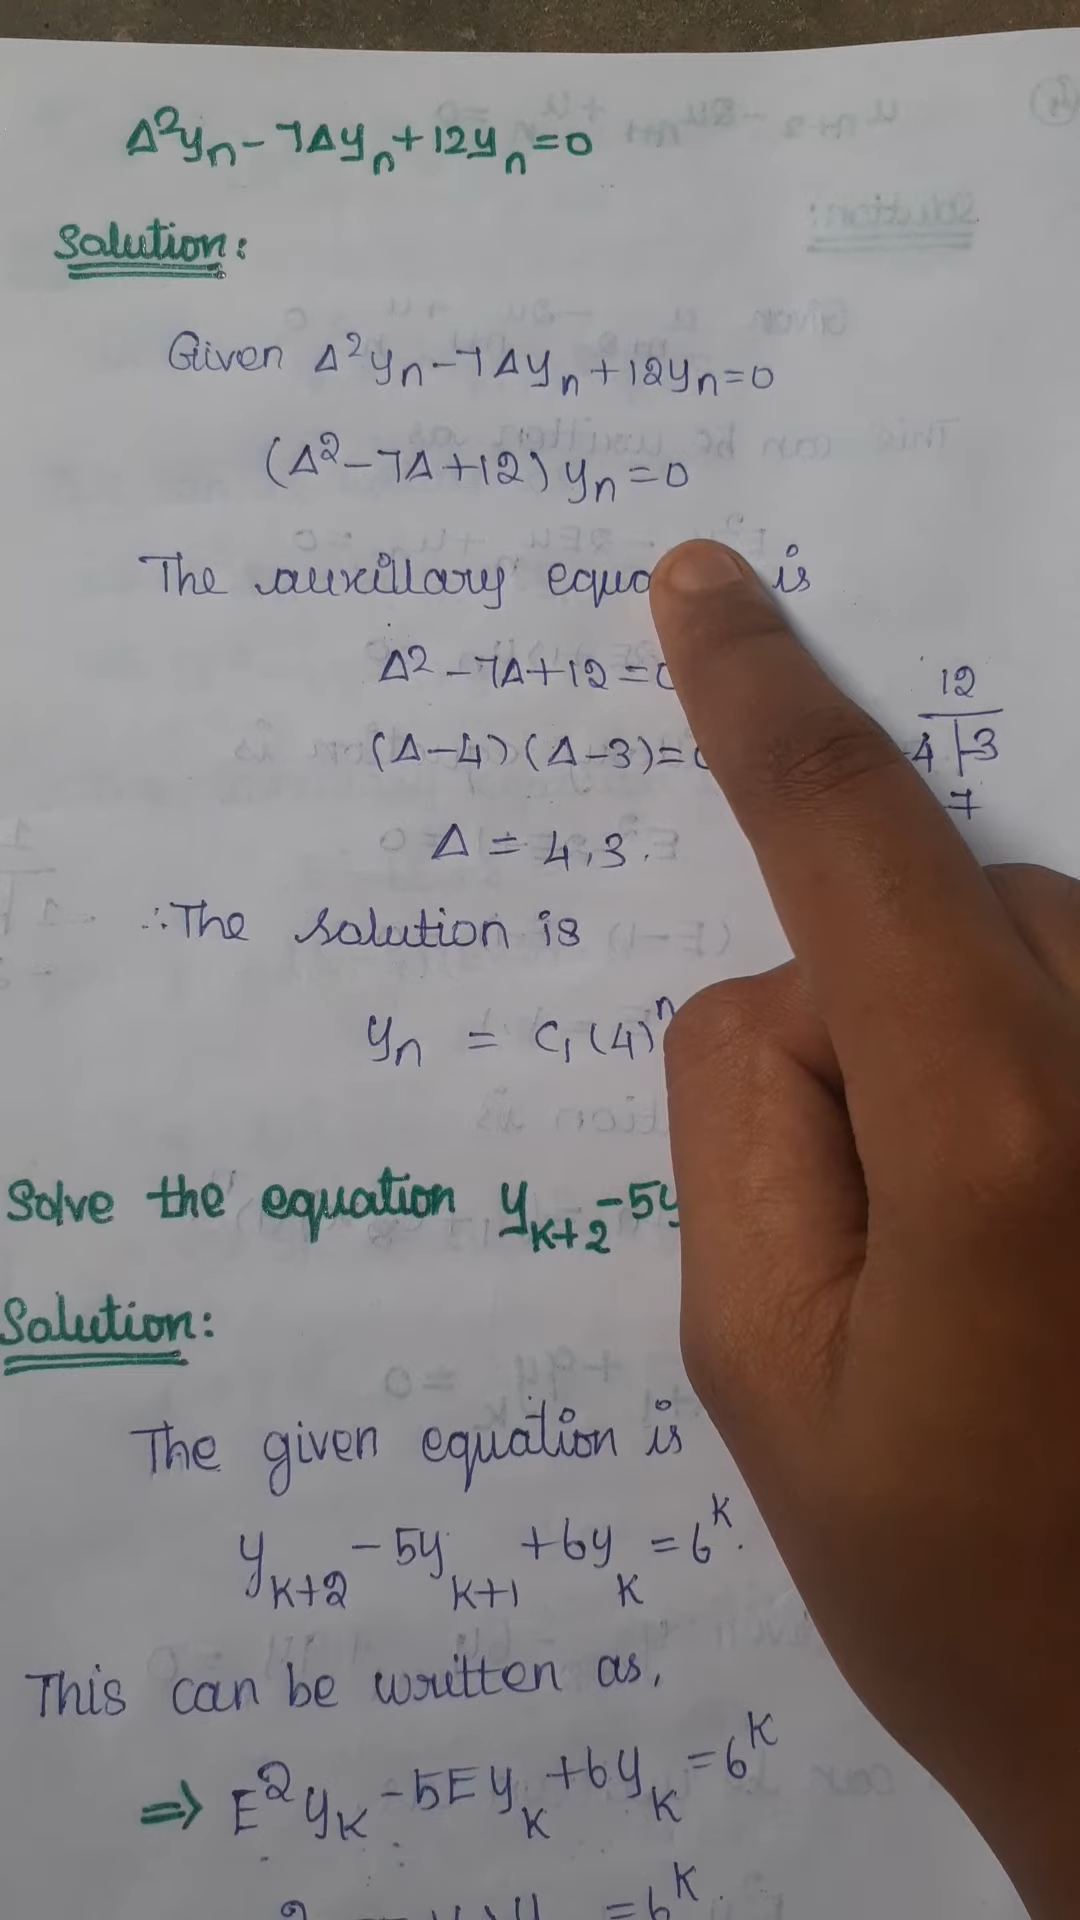 Δ²yₙ - 7Δyₙ + 12yₙ = 0
Solution:
Given Δ²yₙ - 7Δyₙ + 12yₙ = 0
(Δ² - 7Δ + 12) yₙ = 0
The auxillary equa is
Δ² - 7Δ + 12 =
12
(Δ - 4) (Δ - 3) =
-4 | -3
-7
Δ = 4, 3.
∴ The solution is
yₙ = C₁ (4)ⁿ
Solve the equation y_{K+2} - 5y
Solution:
The given equation is
y_{K+2} - 5y_{K+1} + 6y_K = 6^K.
This can be written as,
⇒ E²y_K - 5Ey_K + 6y_K = 6^K
= 6^K.